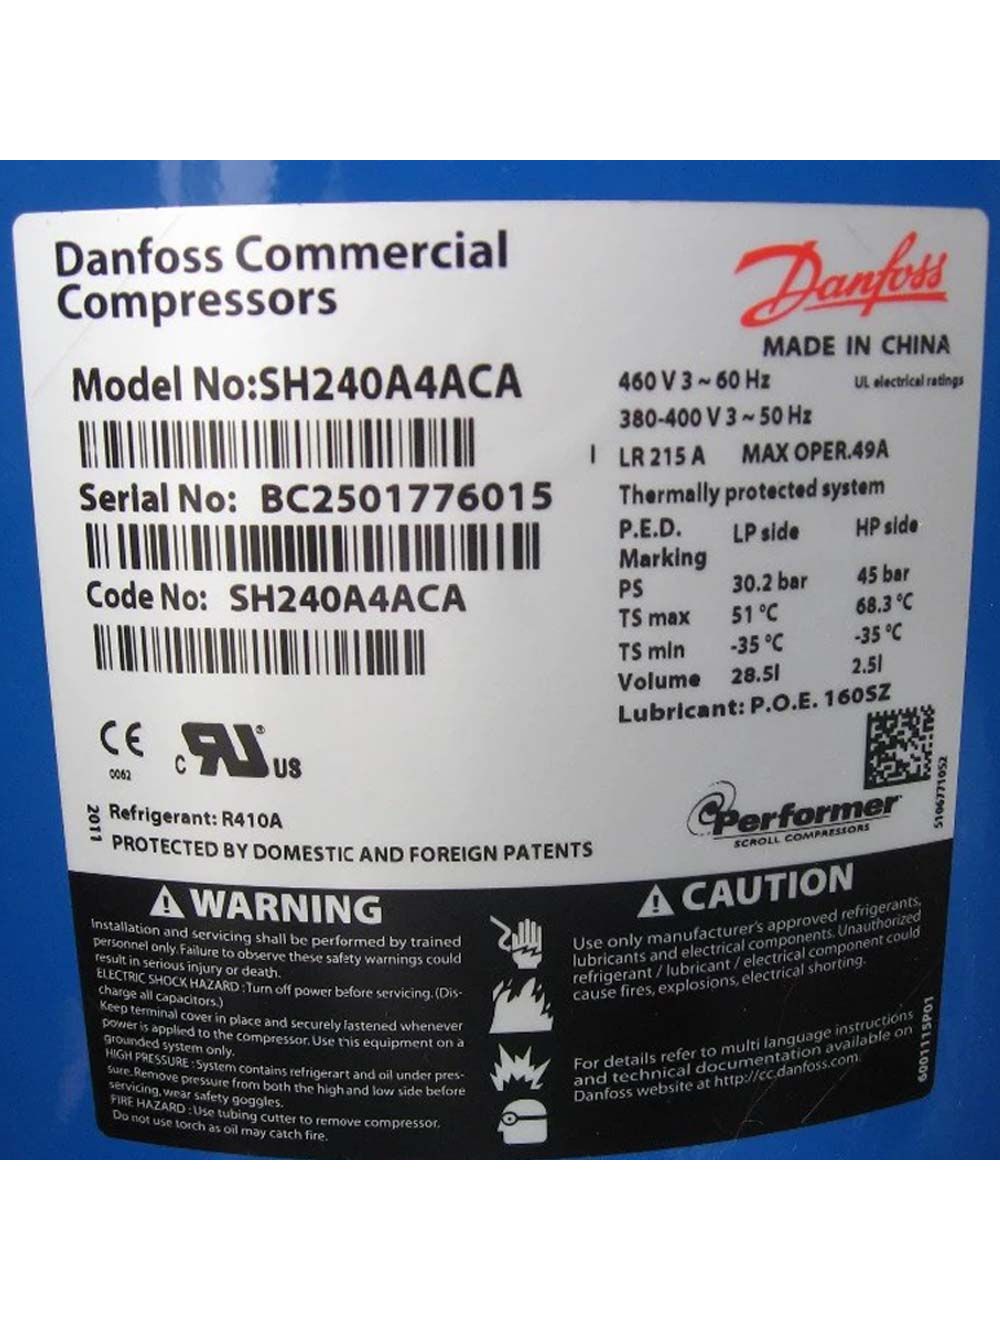 Danfoss Commercial
Compressors
Danfoss
MADE IN CHINA
Model No:SH240A4ACA
Serial No: BC2501776015
Code No: SH240A4ACA
460 V 3 ~ 60 Hz UL electrical ratings
380-400 V 3 ~ 50 Hz
LR 215 A MAX OPER.49A
Thermally protected system
P.E.D. LP side HP side
Marking
PS 30.2 bar 45 bar
TS max 51 °C 68.3 °C
TS min -35 °C -35 °C
Volume 28.5l 2.5l
Lubricant: P.O.E. 160SZ
CE
0062
C RU ® US
2011
Refrigerant: R410A
PROTECTED BY DOMESTIC AND FOREIGN PATENTS
Performer
SCROLL COMPRESSORS
5106771052
WARNING
Installation and servicing shall be performed by trained
personnel only. Failure to observe these safety warnings could
result in serious injury or death.
ELECTRIC SHOCK HAZARD : Turn off power before servicing. (Dis-
charge all capacitors.)
Keep terminal cover in place and securely fastened whenever
power is applied to the compressor. Use this equipment on a
grounded system only.
HIGH PRESSURE : System contains refrigerant and oil under pres-
sure. Remove pressure from both the high and low side before
servicing, wear safety goggles.
FIRE HAZARD : Use tubing cutter to remove compressor.
Do not use torch as oil may catch fire.
CAUTION
Use only manufacturer's approved refrigerants,
lubricants and electrical components. Unauthorized
refrigerant / lubricant / electrical component could
cause fires, explosions, electrical shorting.
For details refer to multi language instructions
and technical documentation available on
Danfoss website at http://cc.danfoss.com.
6001115P01